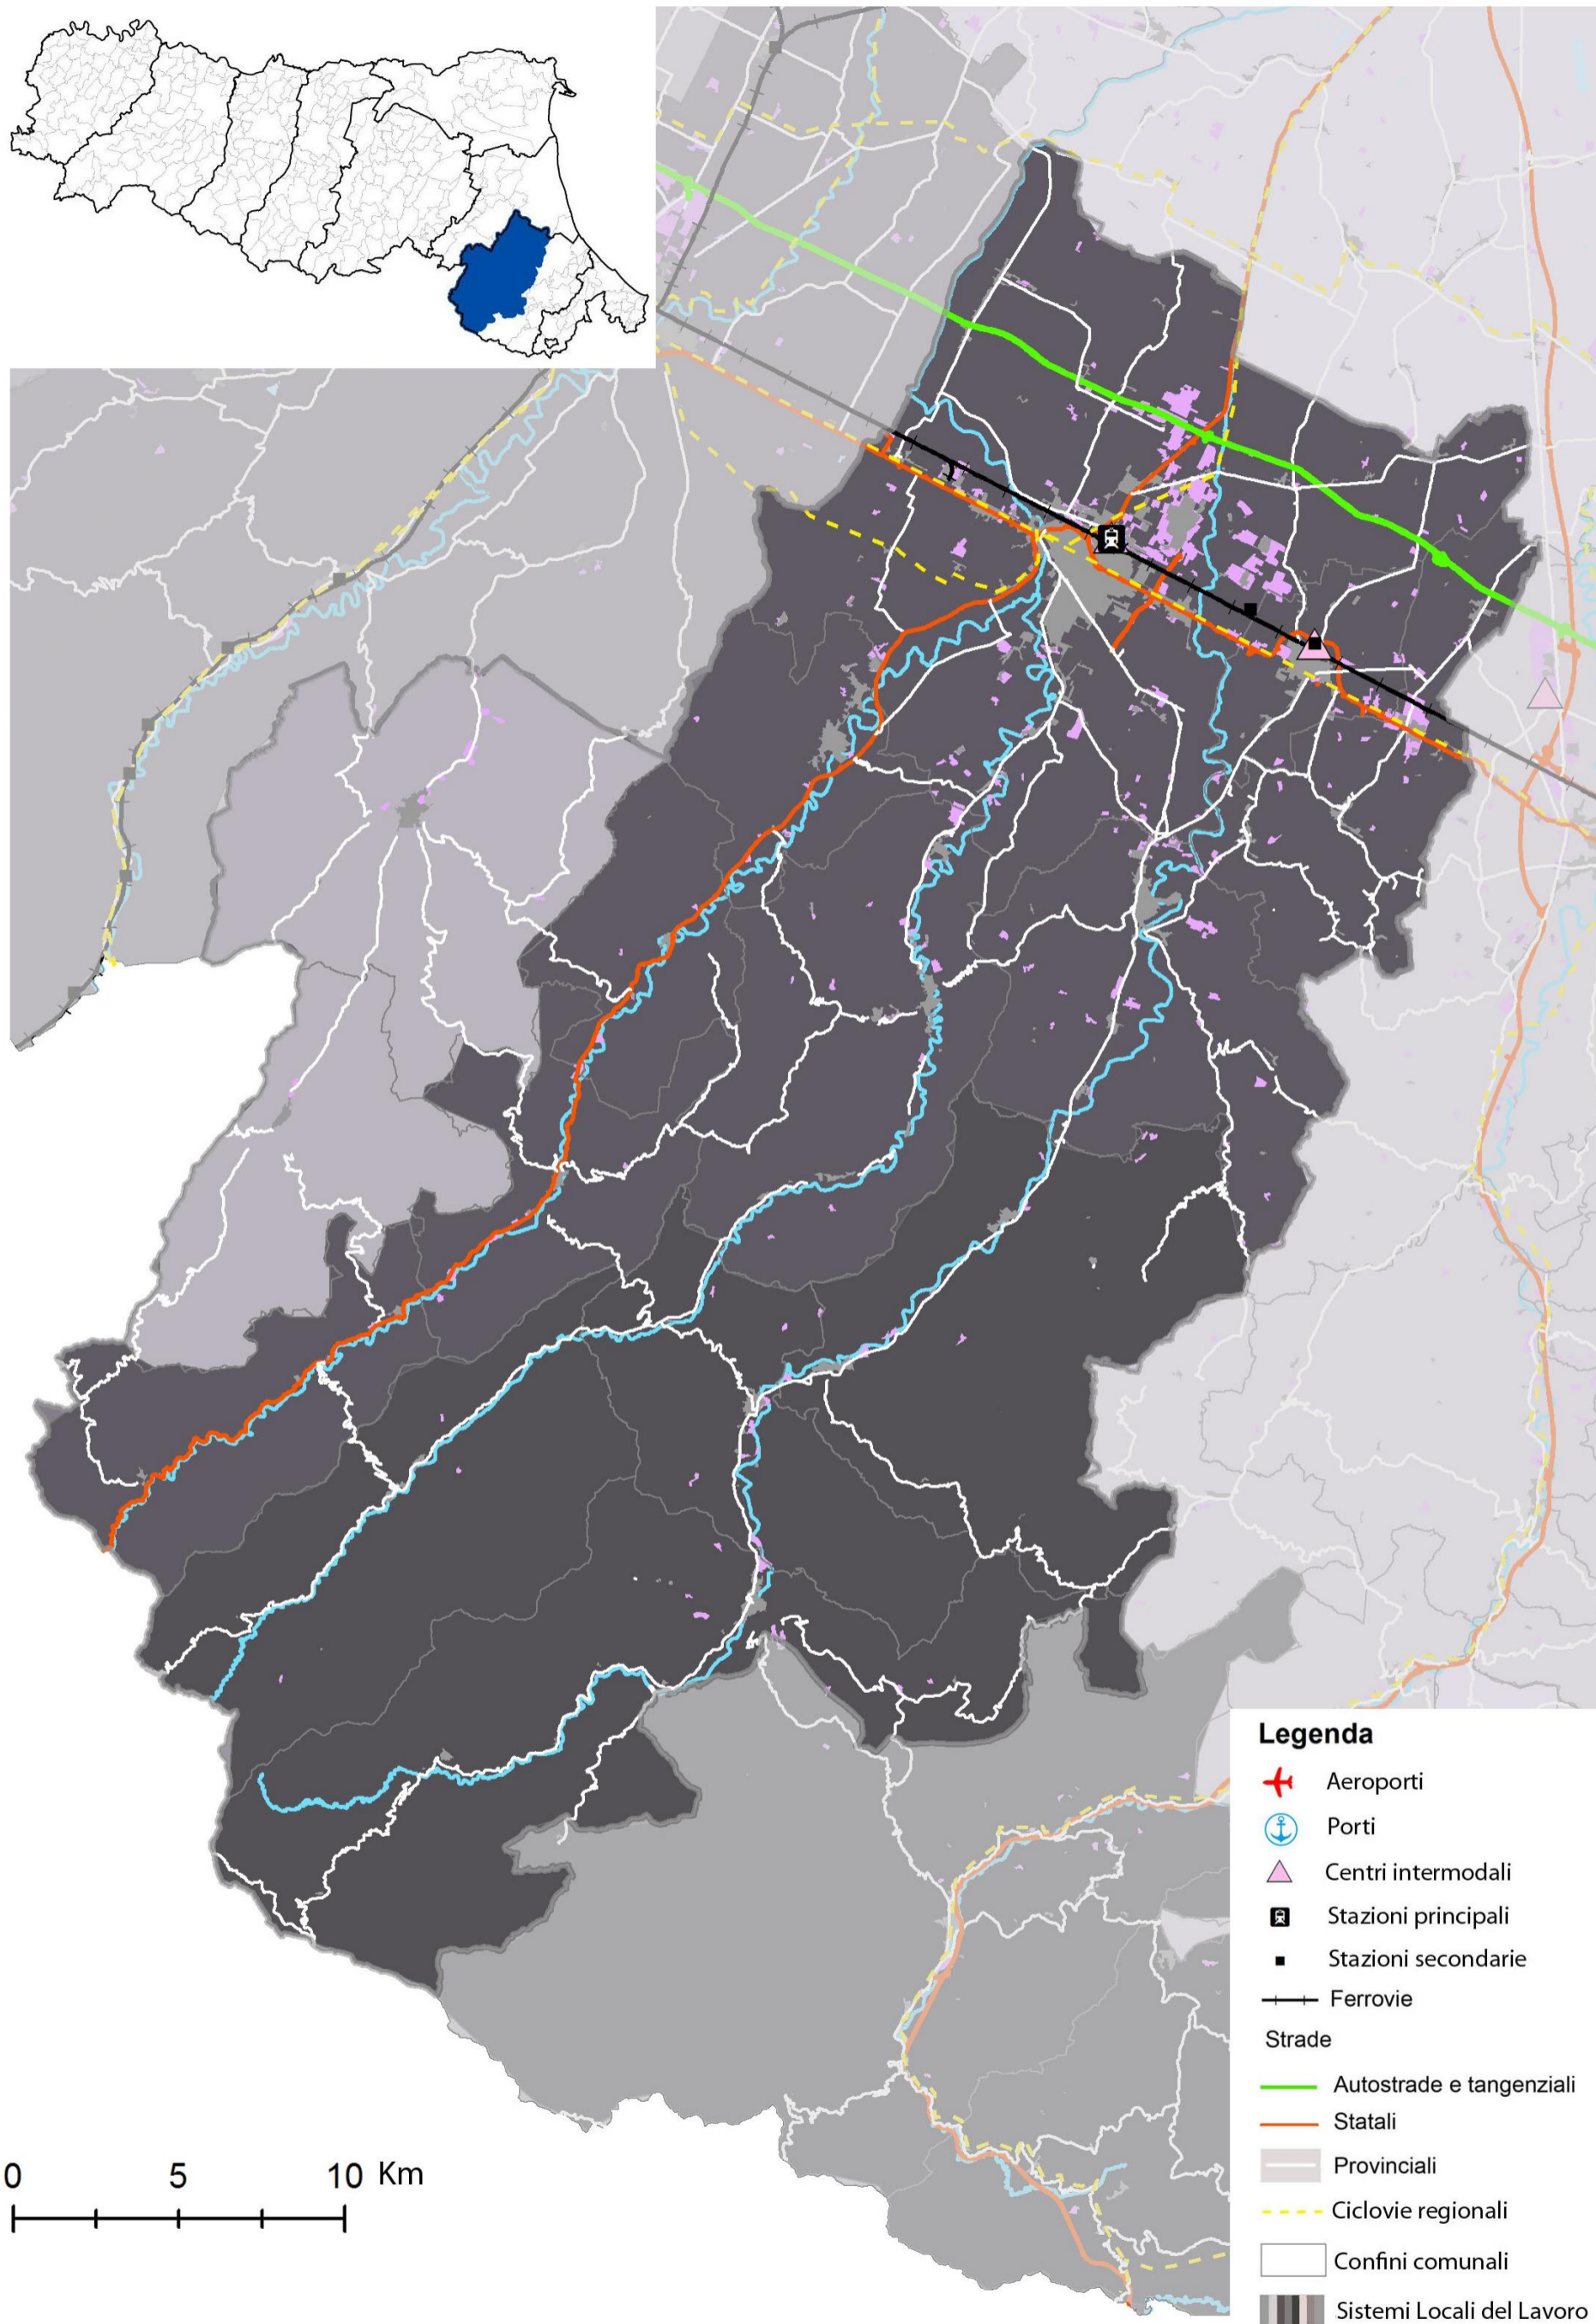 Legenda
Aeroporti
Porti
Centri intermodali
Stazioni principali
Stazioni secondarie
Ferrovie
Strade
Autostrade e tangenziali
Statali
Provinciali
Ciclovie regionali
Confini comunali
Sistemi Locali del Lavoro
0 5 10 Km